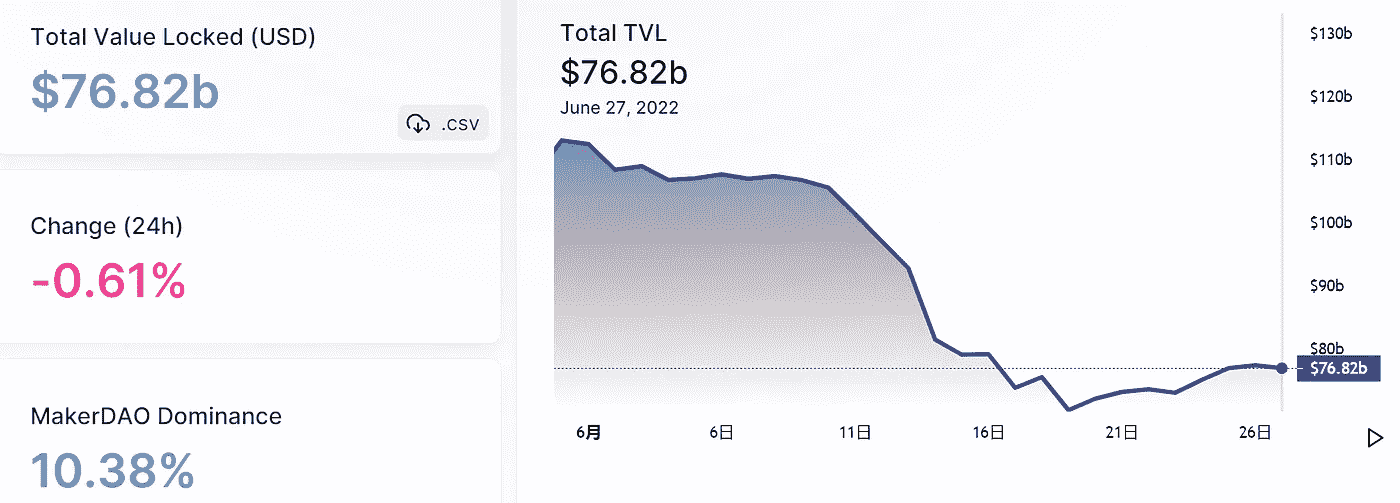 Total Value Locked (USD)
$76.82b
.csv
Change (24h)
-0.61%
MakerDAO Dominance
10.38%
Total TVL
$76.82b
June 27, 2022
$130b
$120b
$110b
$100b
$90b
$80b
$76.82b
6月
6日
11日
16日
21日
26日